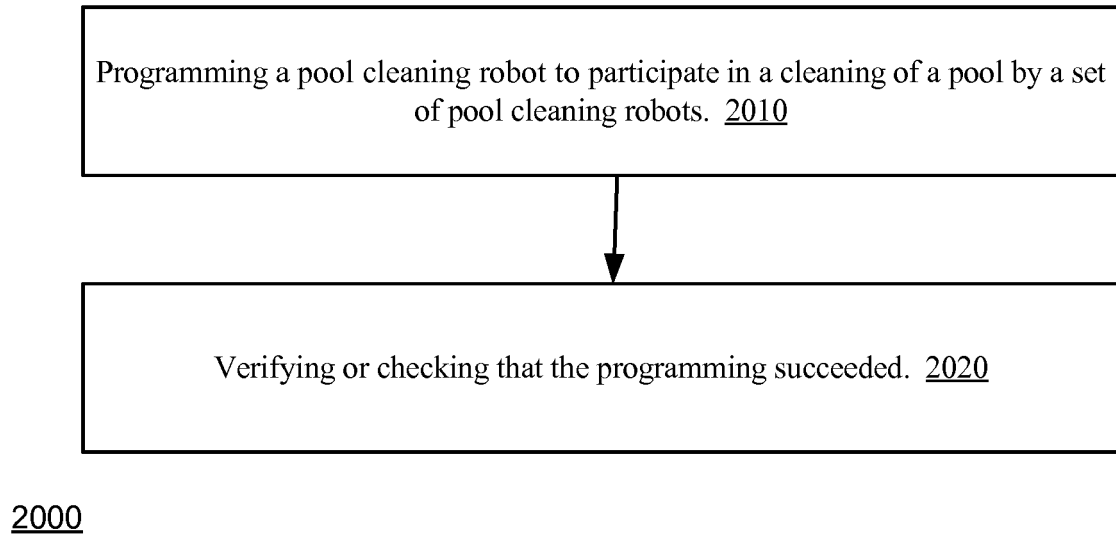 Programming a pool cleaning robot to participate in a cleaning of a pool by a set
of pool cleaning robots. 2010
Verifying or checking that the programming succeeded. 2020
2000